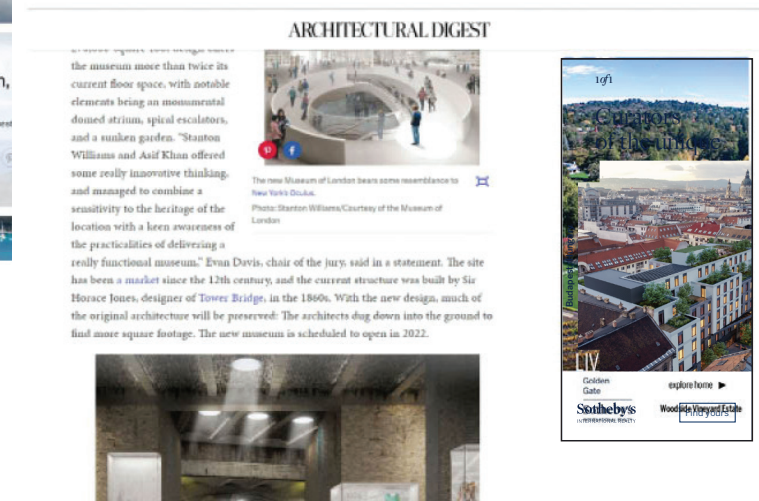 ARCHITECTURAL DIGEST
the museum more than twice its
current floor space, with notable
elements being an monumental
domed atrium, spiral escalators,
and a sunken garden. "Stanton
Williams and Asif Khan offered
some really innovative thinking,
and managed to combine a
sensitivity to the heritage of the
location with a keen awareness of
the practicalities of delivering a
really functional museum," Evan Davis, chair of the jury, said in a statement. The site
has been a market since the 12th century, and the current structure was built by Sir
Horace Jones, designer of Tower Bridge, in the 1860s. With the new design, much of
the original architecture will be preserved: The architects dug down into the ground to
find more square footage. The new museum is scheduled to open in 2022.
The new Museum of London bears some resemblance to
New York's Oculus.
Photo: Stanton Williams/Courtesy of the Museum of
London
1of1
Curators
of the unique
Budapest
LIV
Golden
Gate
explore home
Sotheby's
INTERNATIONAL REALTY
Woodside Vineyard Estate
Find yours